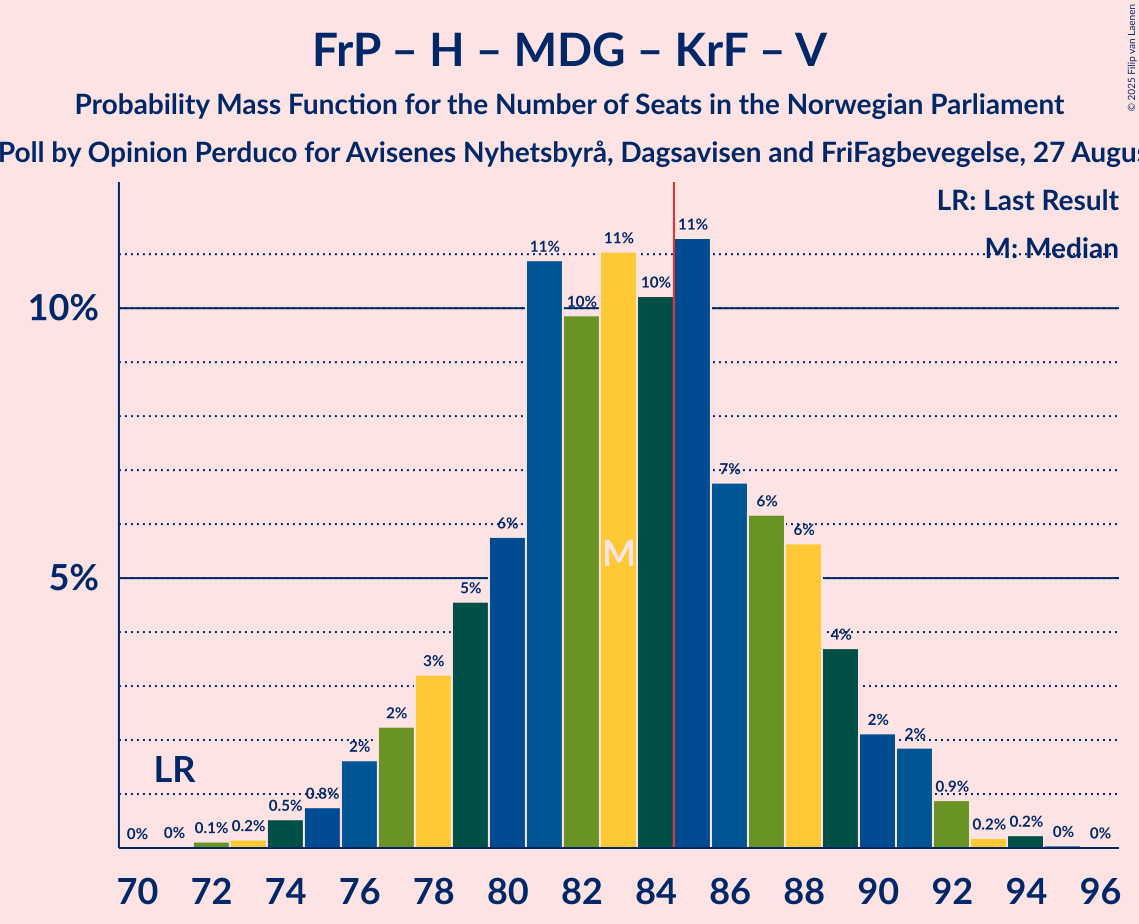 FrP – H – MDG – KrF – V
Probability Mass Function for the Number of Seats in the Norwegian Parliament
Poll by Opinion Perduco for Avisenes Nyhetsbyrå, Dagsavisen and FriFagbevegelse, 27 Augus
© 2025 Filip van Laenen
LR: Last Result
M: Median
10%
5%
0% 0% 0.1% 0.2% 0.5% 0.8% 2% 2% 3% 5% 6% 11% 10% 11% 10% 11% 7% 6% 6% 4% 2% 2% 0.9% 0.2% 0.2% 0% 0%
LR
M
70 72 74 76 78 80 82 84 86 88 90 92 94 96